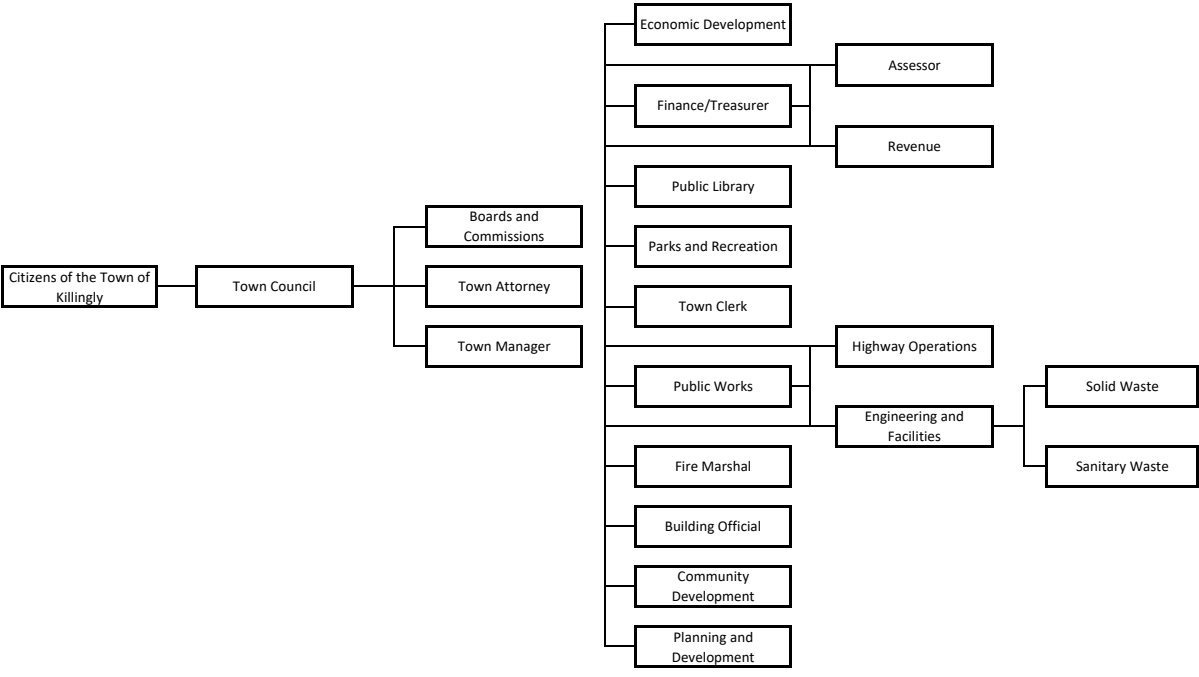 Citizens of the Town of
Killingly
Town Council
Boards and
Commissions
Town Attorney
Town Manager
Economic Development
Assessor
Finance/Treasurer
Revenue
Public Library
Parks and Recreation
Town Clerk
Highway Operations
Public Works
Engineering and
Facilities
Solid Waste
Sanitary Waste
Fire Marshal
Building Official
Community
Development
Planning and
Development